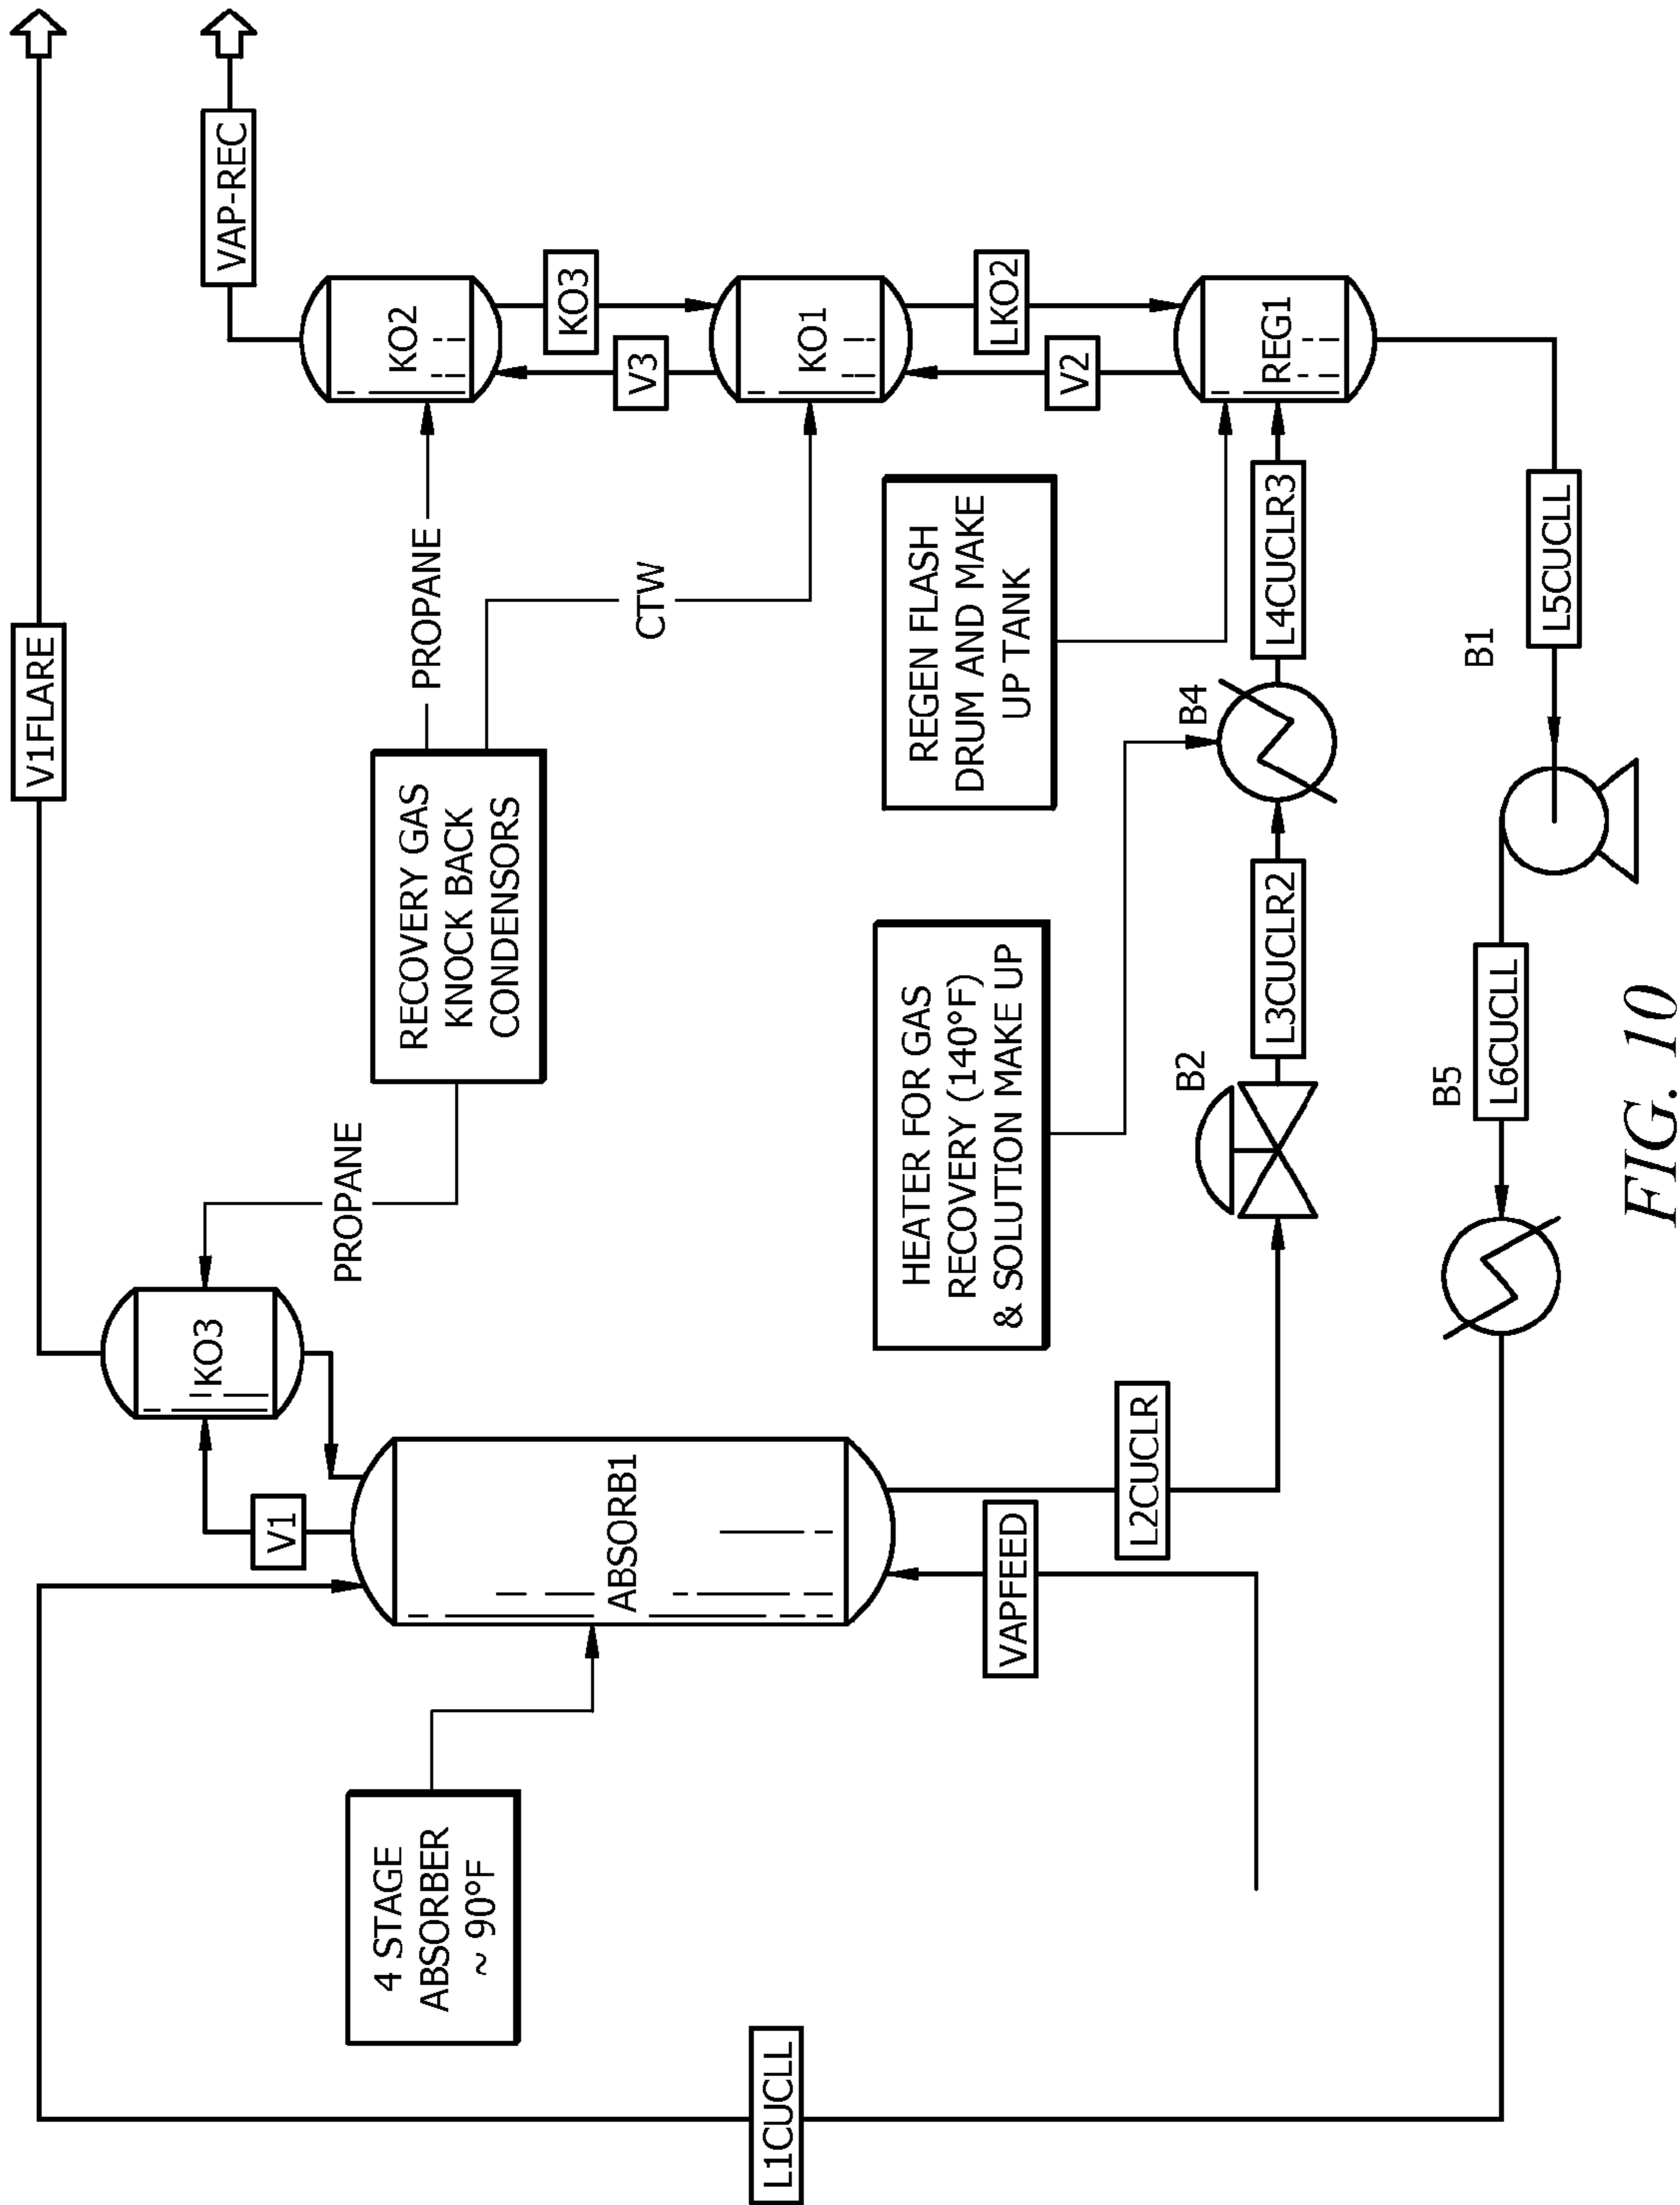 V1FLARE
VAP-REC
KO2
KO3
V3
KO1
LKO2
V2
REG1
PROPANE
CTW
RECOVERY GAS
KNOCK BACK
CONDENSORS
PROPANE
KO3
V1
ABSORB1
4 STAGE
ABSORBER
~ 90°F
REGEN FLASH
DRUM AND MAKE
UP TANK
HEATER FOR GAS
RECOVERY (140°F)
& SOLUTION MAKE UP
VAPFEED
L2CUCLR
B2
L3CUCLR2
B4
L4CUCLR3
L5CUCLL
B1
L6CUCLL
B5
L1CUCLL
FIG. 10